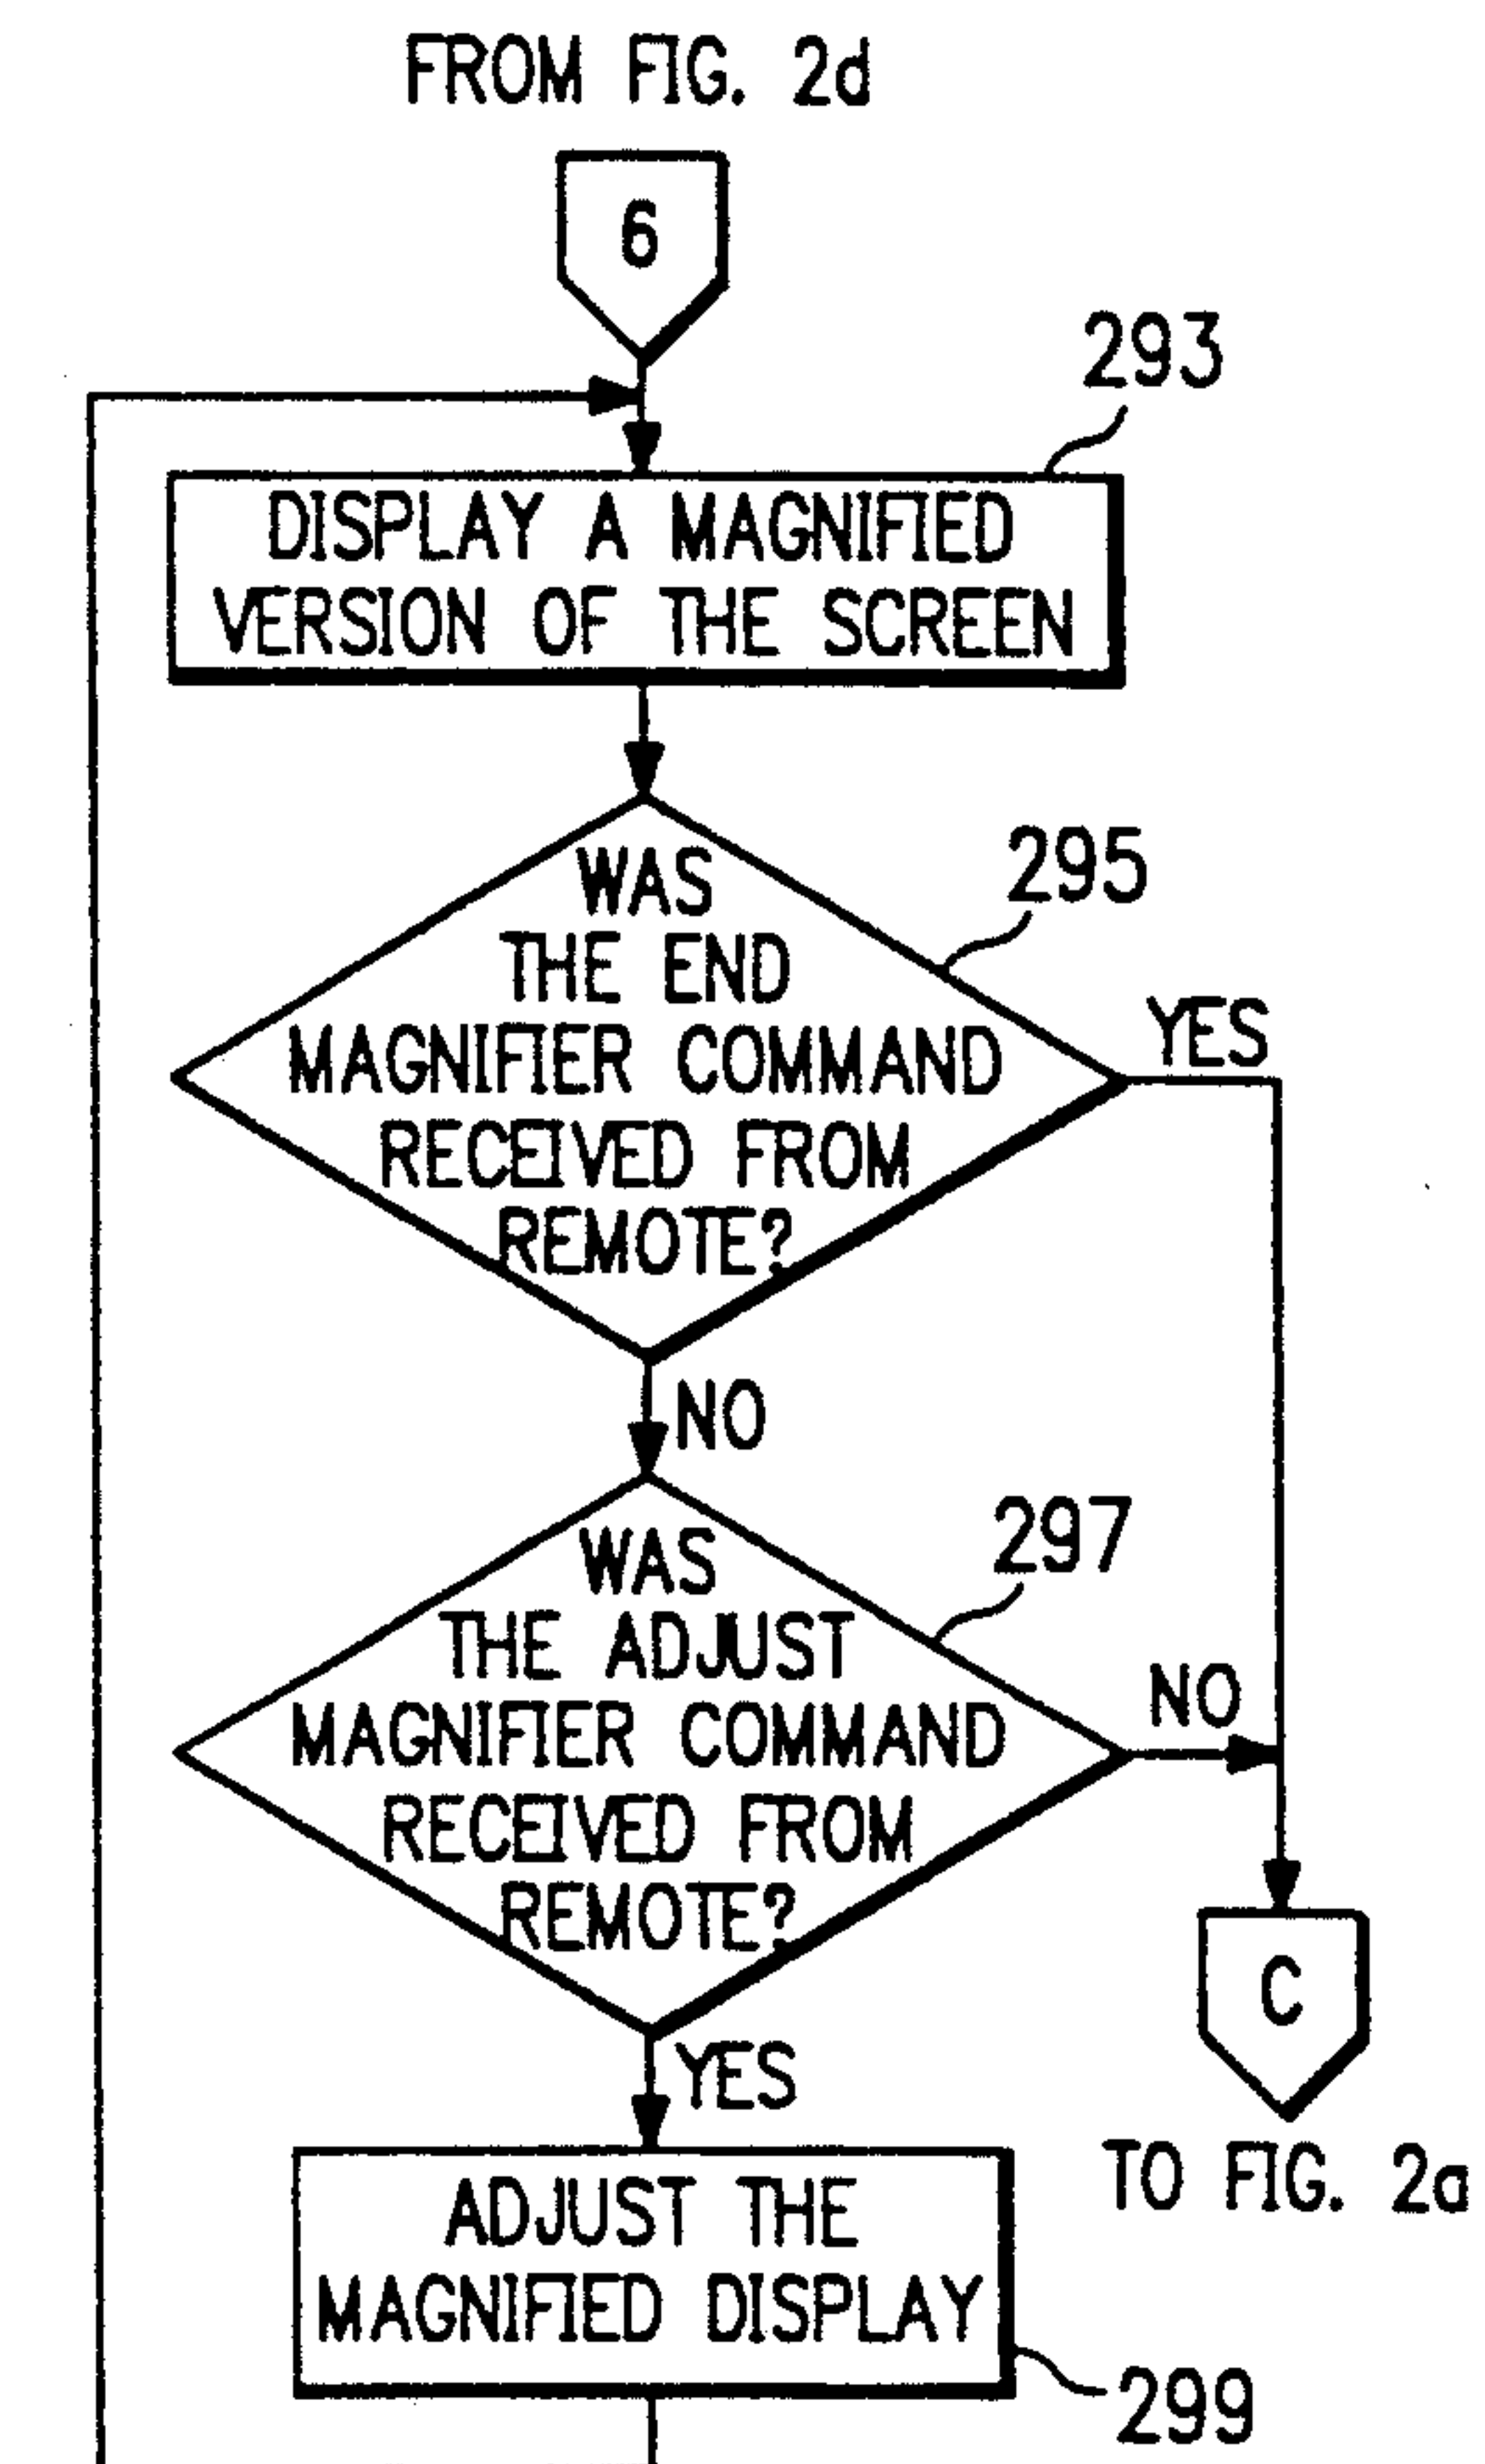 FROM FIG. 2d
6
293
DISPLAY A MAGNIFIED
VERSION OF THE SCREEN
295
WAS
THE END
MAGNIFIER COMMAND
RECEIVED FROM
REMOTE?
YES
NO
297
WAS
THE ADJUST
MAGNIFIER COMMAND
RECEIVED FROM
REMOTE?
NO
C
YES
TO FIG. 2a
ADJUST THE
MAGNIFIED DISPLAY
299